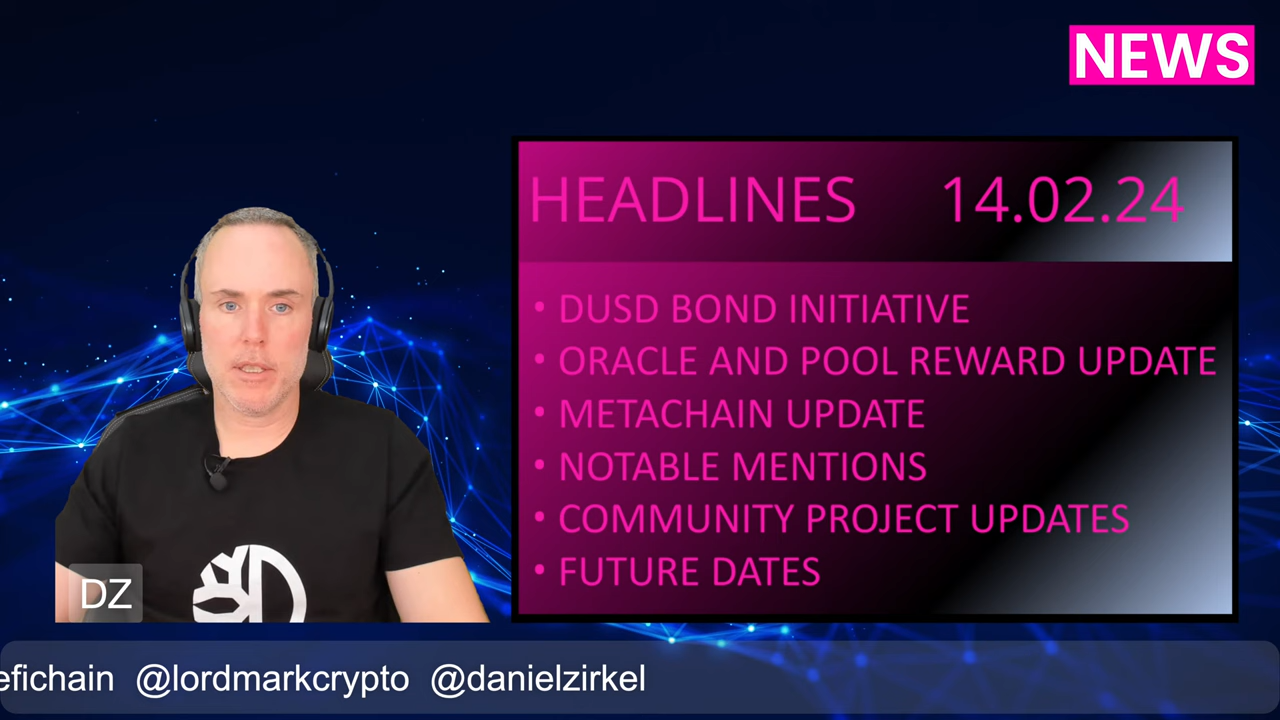 NEWS
HEADLINES 14.02.24
• DUSD BOND INITIATIVE
• ORACLE AND POOL REWARD UPDATE
• METACHAIN UPDATE
• NOTABLE MENTIONS
• COMMUNITY PROJECT UPDATES
• FUTURE DATES
DZ
efichain @lordmarkcrypto @danielzirkel